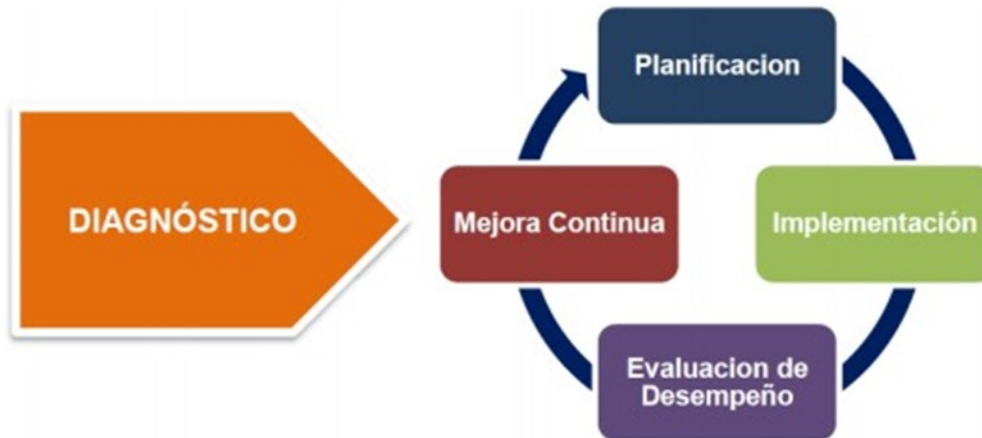 DIAGNÓSTICO
Planificacion
Implementación
Evaluacion de
Desempeño
Mejora Continua